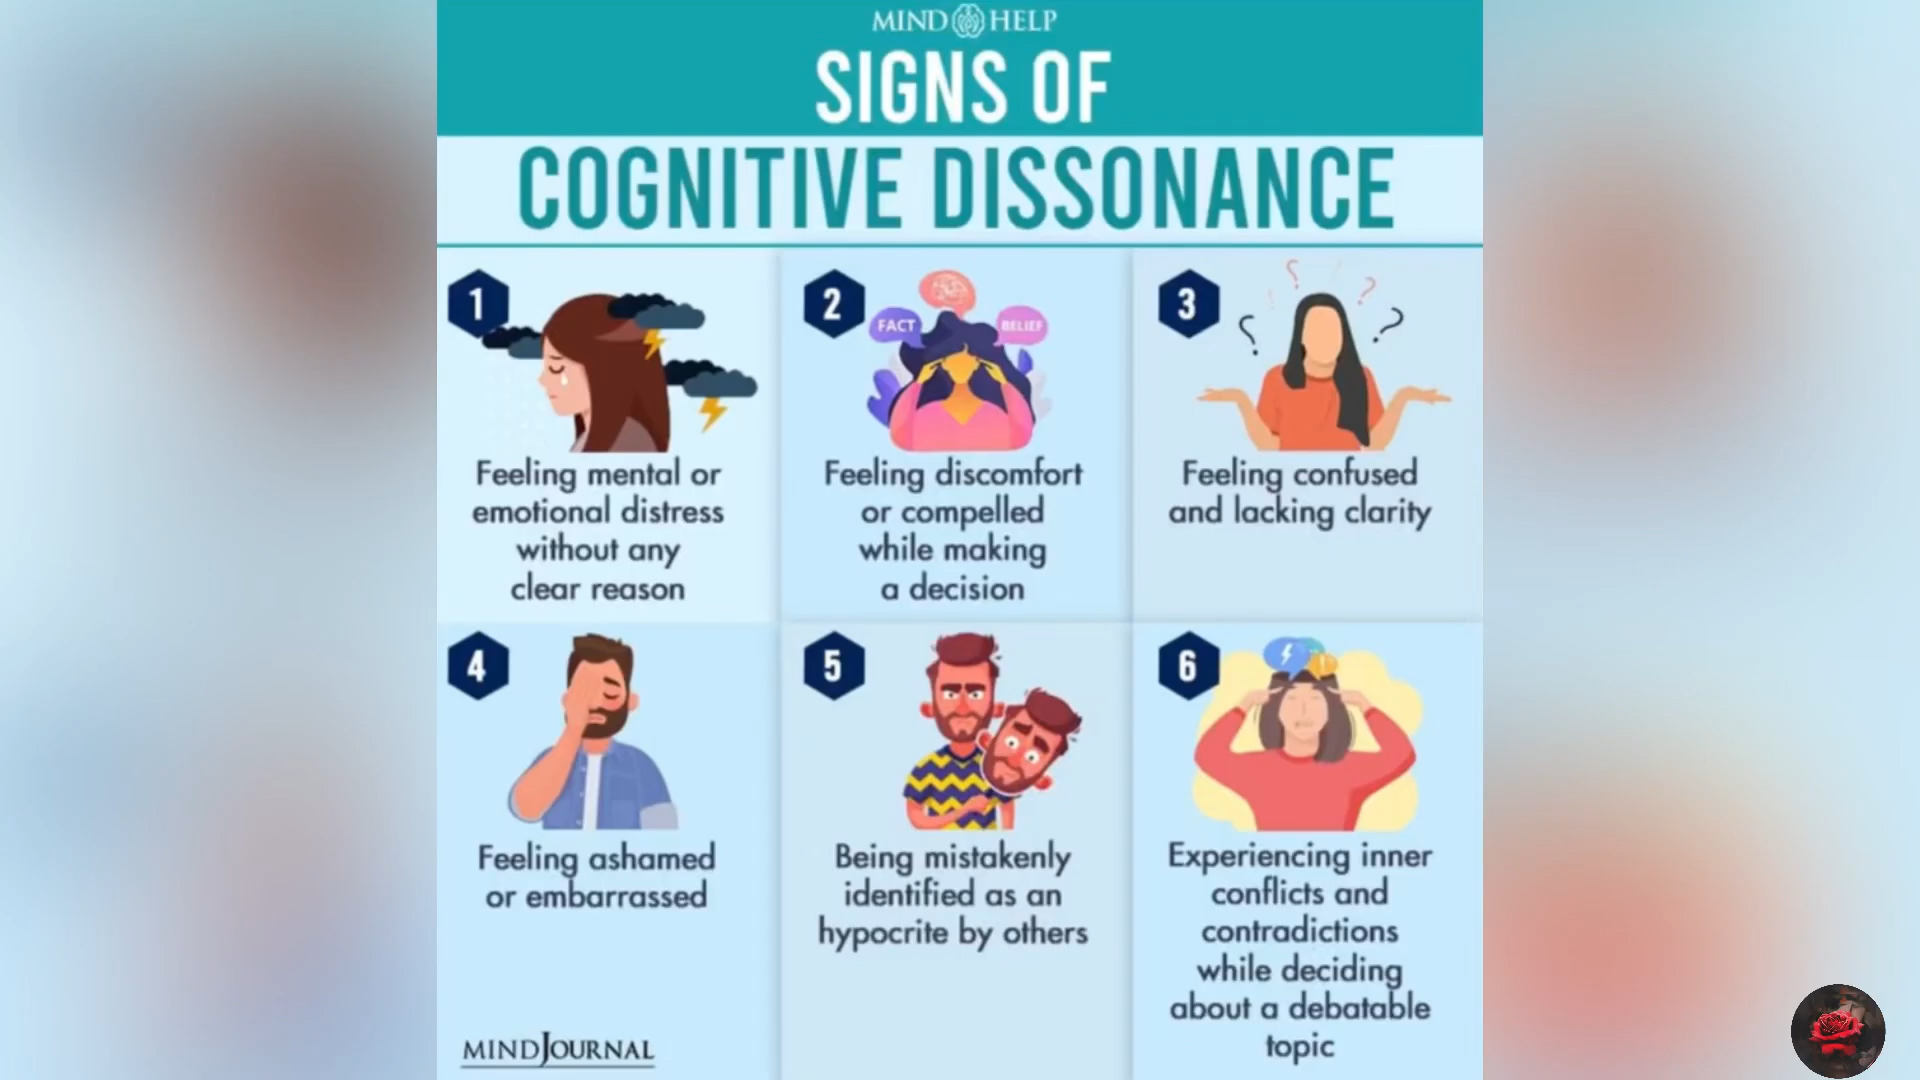 MIND HELP
SIGNS OF
COGNITIVE DISSONANCE
1
FACT
BELIEF
Feeling mental or
emotional distress
without any
clear reason
2
Feeling discomfort
or compelled
while making
a decision
3
Feeling confused
and lacking clarity
4
Feeling ashamed
or embarrassed
5
Being mistakenly
identified as an
hypocrite by others
6
Experiencing inner
conflicts and
contradictions
while deciding
about a debatable
topic
MINDJOURNAL